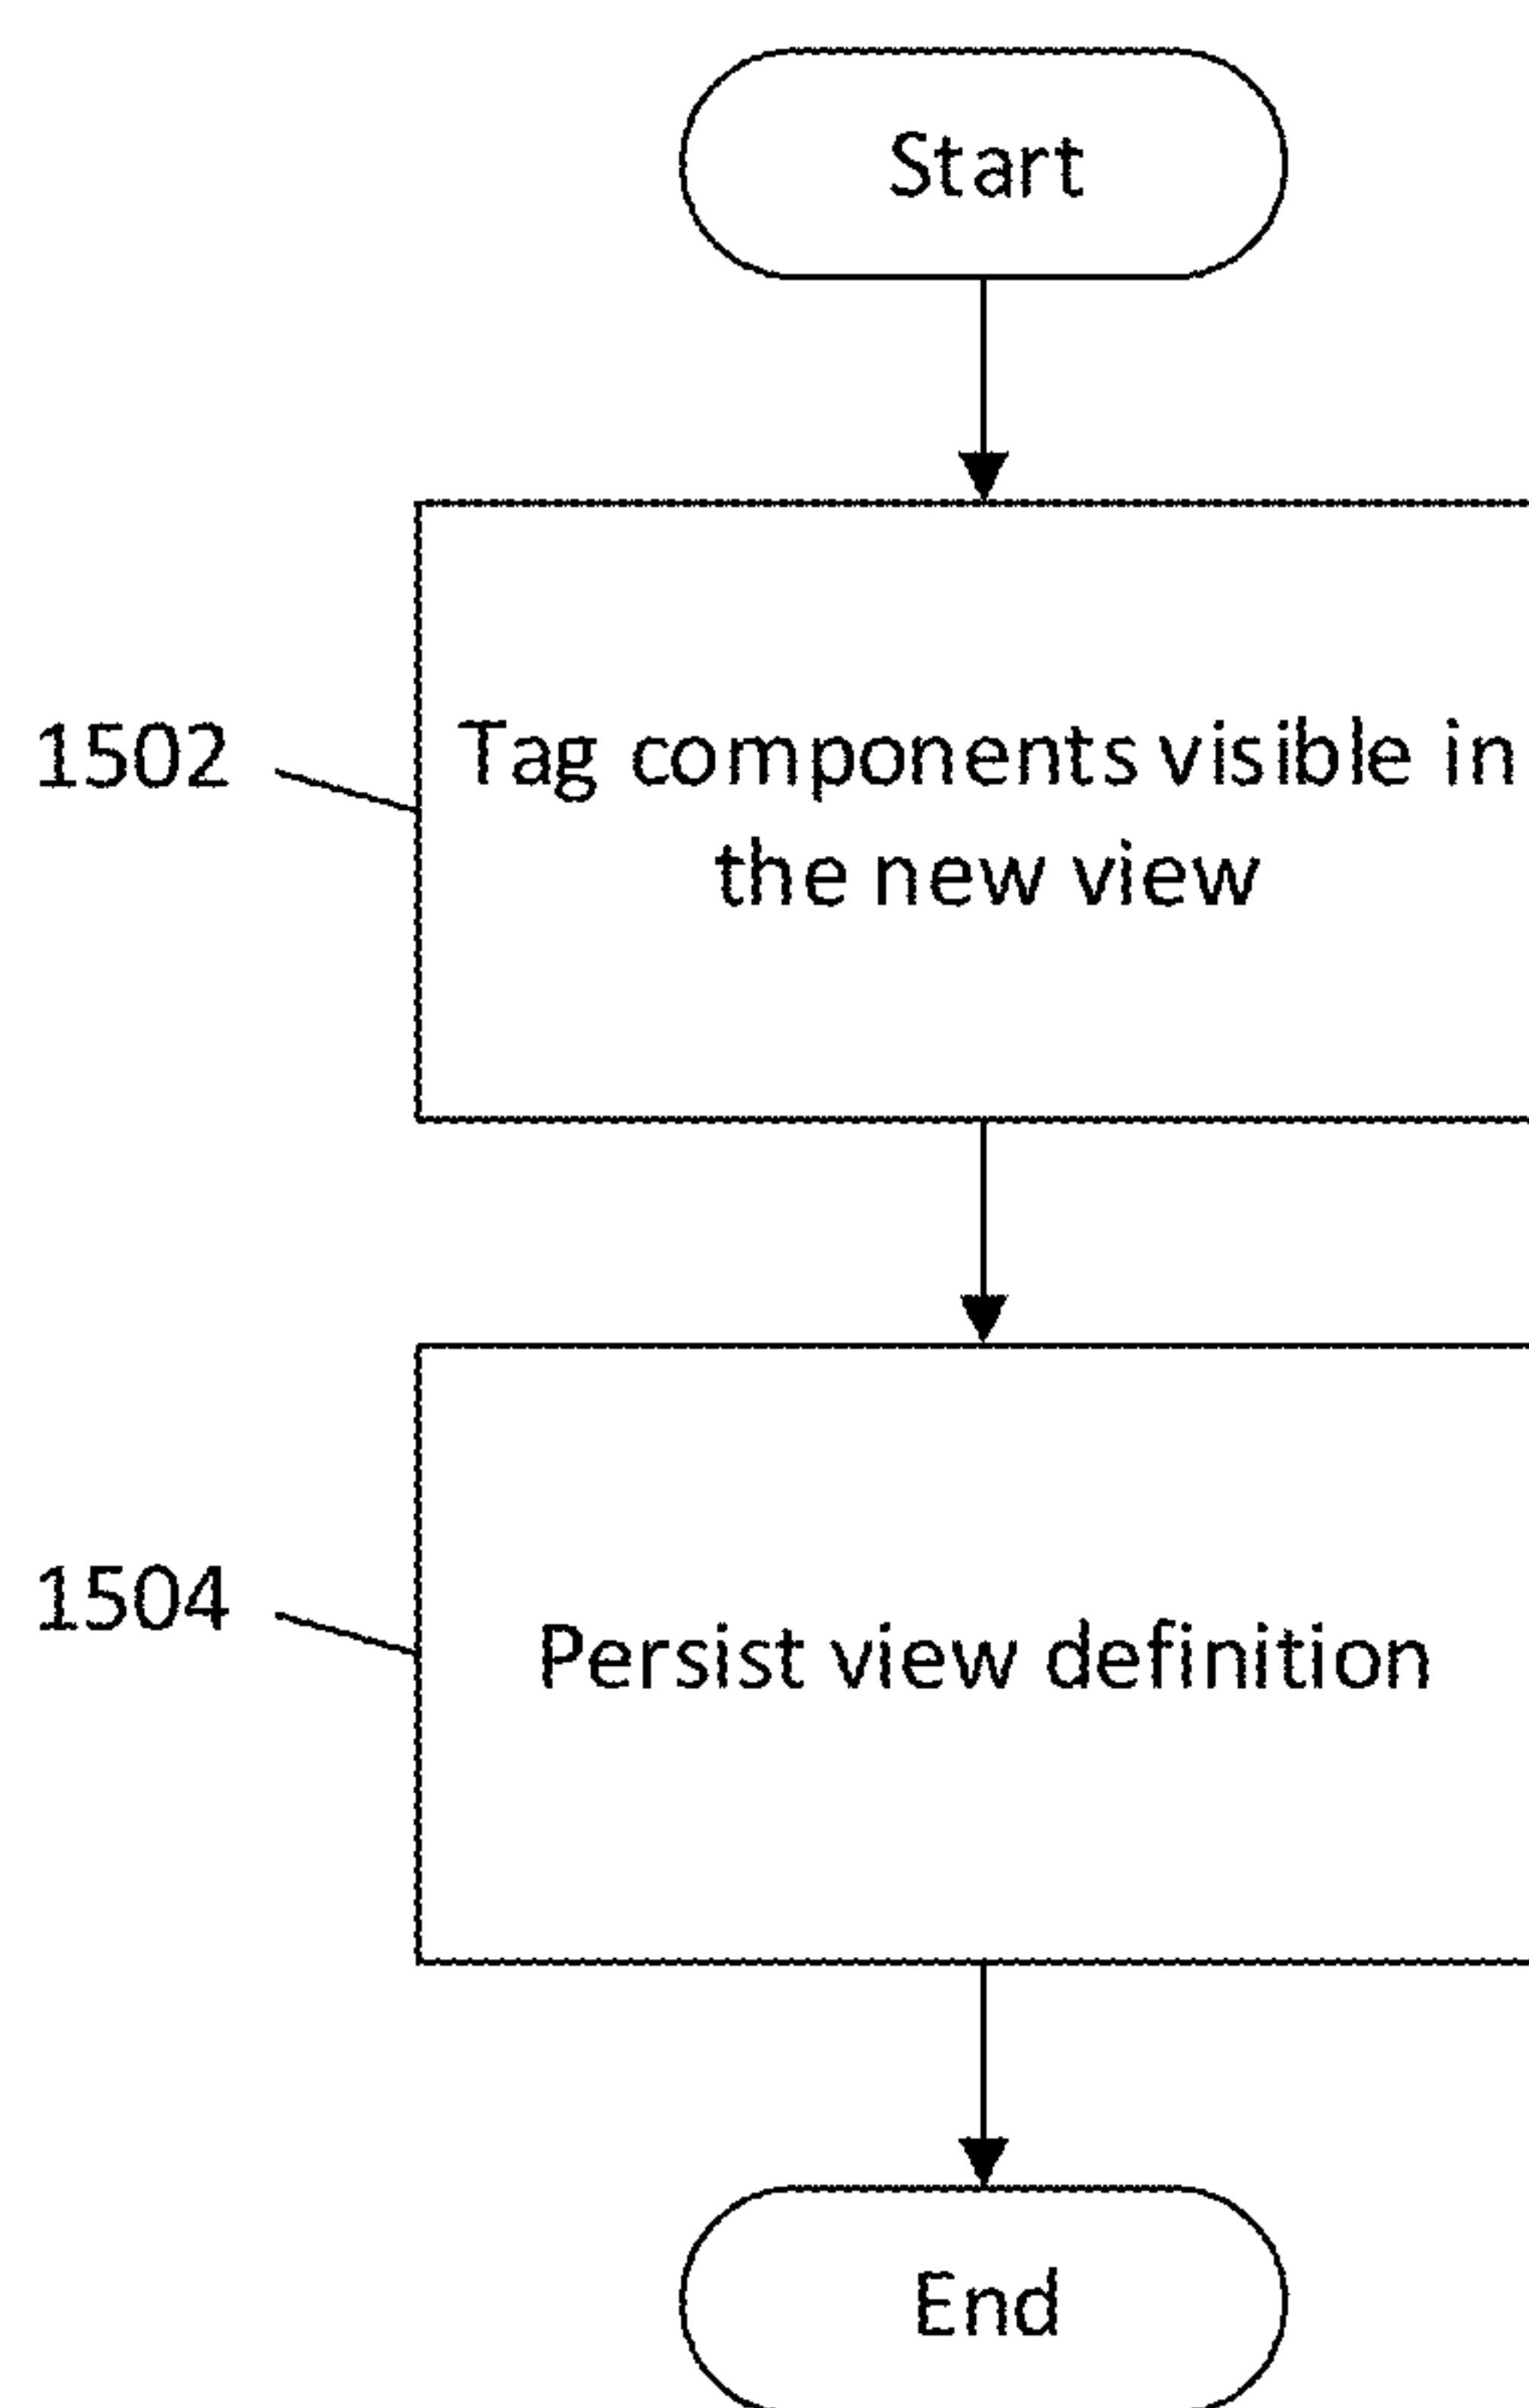 Start
1502
Tag components visible in
the new view
1504
Persist view definition
End